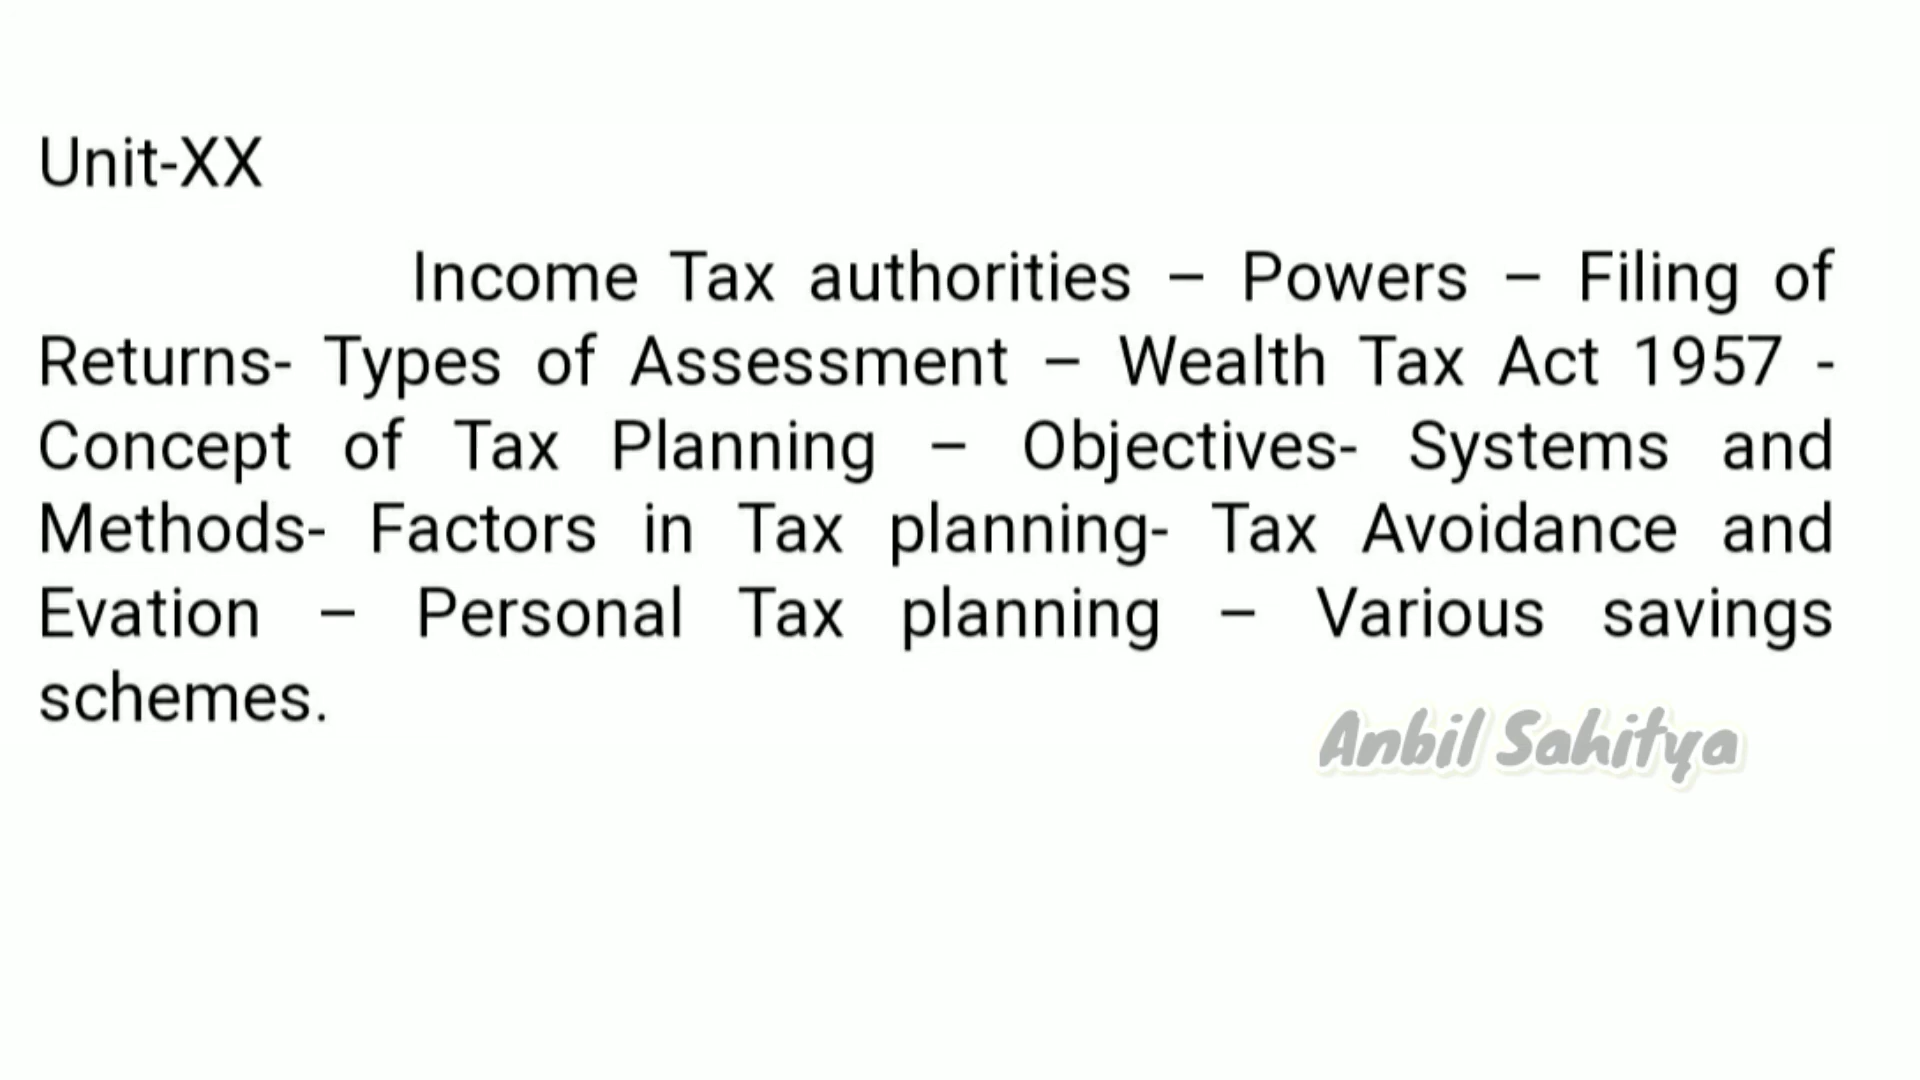 Unit-XX
Income Tax authorities – Powers – Filing of
Returns- Types of Assessment – Wealth Tax Act 1957 -
Concept of Tax Planning – Objectives- Systems and
Methods- Factors in Tax planning- Tax Avoidance and
Evation – Personal Tax planning – Various savings
schemes.
Anbil Sahitya